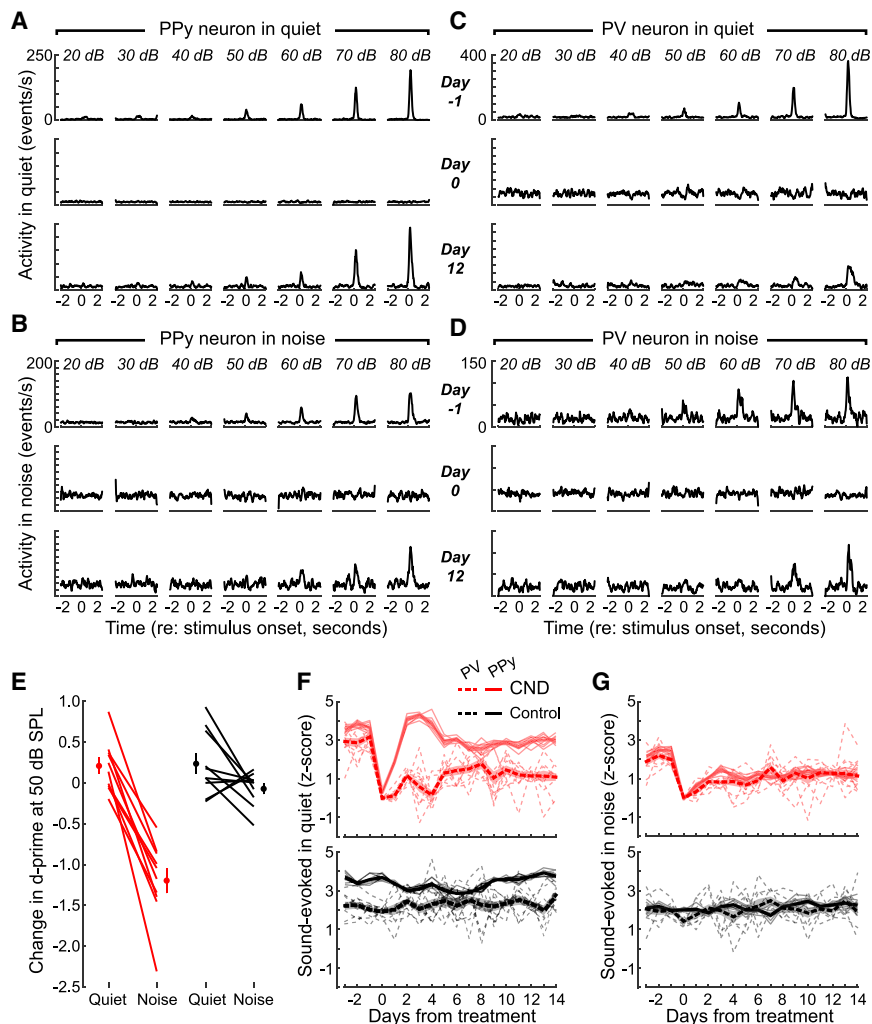 A
PPy neuron in quiet
250
20 dB 30 dB 40 dB 50 dB 60 dB 70 dB 80 dB
0
Activity in quiet (events/s)
-2 0 2 -2 0 2 -2 0 2 -2 0 2 -2 0 2 -2 0 2 -2 0 2
C
PV neuron in quiet
400
20 dB 30 dB 40 dB 50 dB 60 dB 70 dB 80 dB
0
-2 0 2 -2 0 2 -2 0 2 -2 0 2 -2 0 2 -2 0 2 -2 0 2
Day
-1
Day
0
Day
12
B
PPy neuron in noise
200
20 dB 30 dB 40 dB 50 dB 60 dB 70 dB 80 dB
0
Activity in noise (events/s)
-2 0 2 -2 0 2 -2 0 2 -2 0 2 -2 0 2 -2 0 2 -2 0 2
D
PV neuron in noise
150
20 dB 30 dB 40 dB 50 dB 60 dB 70 dB 80 dB
0
-2 0 2 -2 0 2 -2 0 2 -2 0 2 -2 0 2 -2 0 2 -2 0 2
Day
-1
Day
0
Day
12
Time (re: stimulus onset, seconds)
E
Change in d-prime at 50 dB SPL
1.0
0.5
0
-0.5
-1.0
-1.5
-2.0
-2.5
Quiet Noise Quiet Noise
F
PV PPy
CND
Control
Sound-evoked in quiet (z-score)
5
3
1
-1
5
3
1
-1
-2 0 2 4 6 8 10 12 14
Days from treatment
G
Sound-evoked in noise (z-score)
5
3
1
-1
5
3
1
-1
-2 0 2 4 6 8 10 12 14
Days from treatment